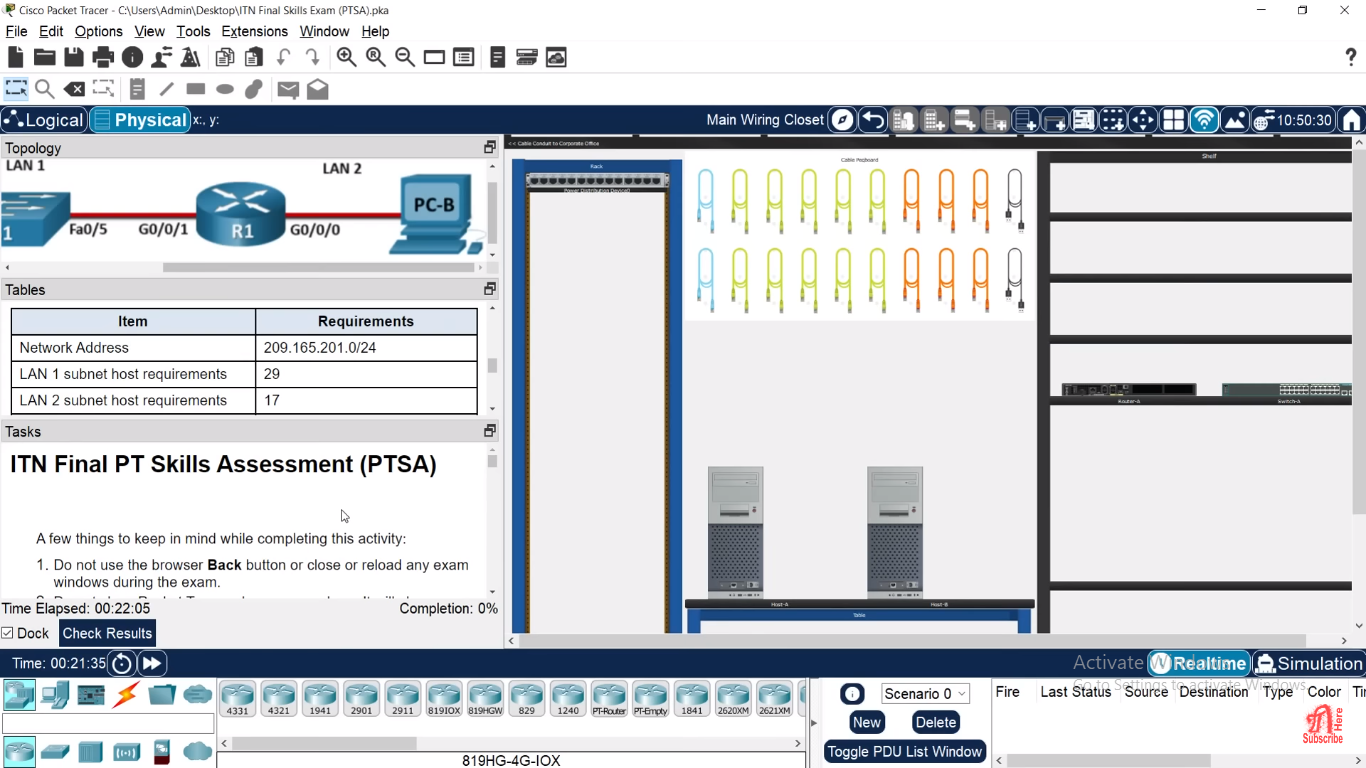 Cisco Packet Tracer - C:\Users\Admin\Desktop\ITN Final Skills Exam (PTSA).pka
File Edit Options View Tools Extensions Window Help
Logical Physical x:, y: Main Wiring Closet 10:50:30
Topology
LAN 1 LAN 2
PC-B
1 Fa0/5 G0/0/1 R1 G0/0/0
Tables
Item Requirements
Network Address 209.165.201.0/24
LAN 1 subnet host requirements 29
LAN 2 subnet host requirements 17
Tasks
ITN Final PT Skills Assessment (PTSA)
A few things to keep in mind while completing this activity:
1. Do not use the browser Back button or close or reload any exam
windows during the exam.
Time Elapsed: 00:22:05 Completion: 0%
Dock Check Results
<< Cable Conduit to Corporate Office
Rack
Power Distribution Device0
Cable Pegboard
Shelf
Router-A Switch-A
Host-A Host-B
Table
Time: 00:21:35 Realtime Simulation
Activate Windows
Go to Settings to activate Windows.
4331 4321 1941 2901 2911 819IOX 819HGW 829 1240 PT-Router PT-Empty 1841 2620XM 2621XM
819HG-4G-IOX
Scenario 0
New Delete
Toggle PDU List Window
Fire Last Status Source Destination Type Color Ti
Subscribe Here